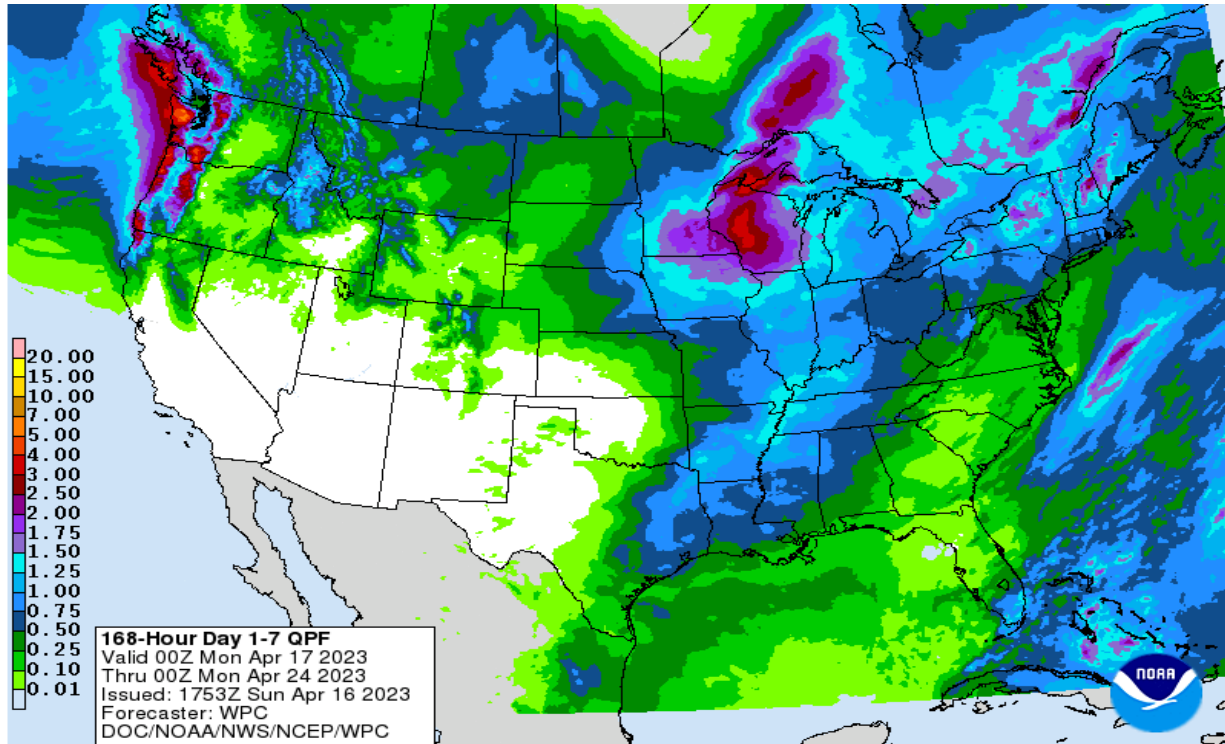 20.00
15.00
10.00
7.00
5.00
4.00
3.00
2.50
2.00
1.75
1.50
1.25
1.00
0.75
0.50
0.25
0.10
0.01
168-Hour Day 1-7 QPF
Valid 00Z Mon Apr 17 2023
Thru 00Z Mon Apr 24 2023
Issued: 1753Z Sun Apr 16 2023
Forecaster: WPC
DOC/NOAA/NWS/NCEP/WPC
NOAA